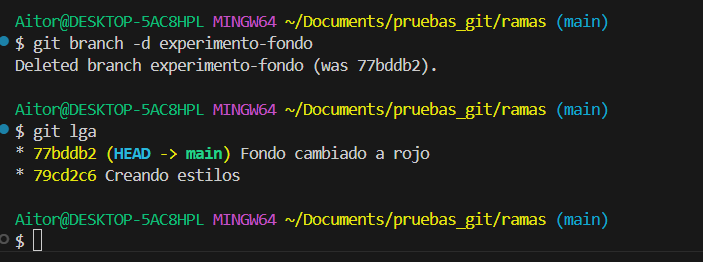 Aitor@DESKTOP-5AC8HPL MINGW64 ~/Documents/pruebas_git/ramas (main)
$ git branch -d experimento-fondo
Deleted branch experimento-fondo (was 77bddb2).
Aitor@DESKTOP-5AC8HPL MINGW64 ~/Documents/pruebas_git/ramas (main)
$ git lga
* 77bddb2 (HEAD -> main) Fondo cambiado a rojo
* 79cd2c6 Creando estilos
Aitor@DESKTOP-5AC8HPL MINGW64 ~/Documents/pruebas_git/ramas (main)
$